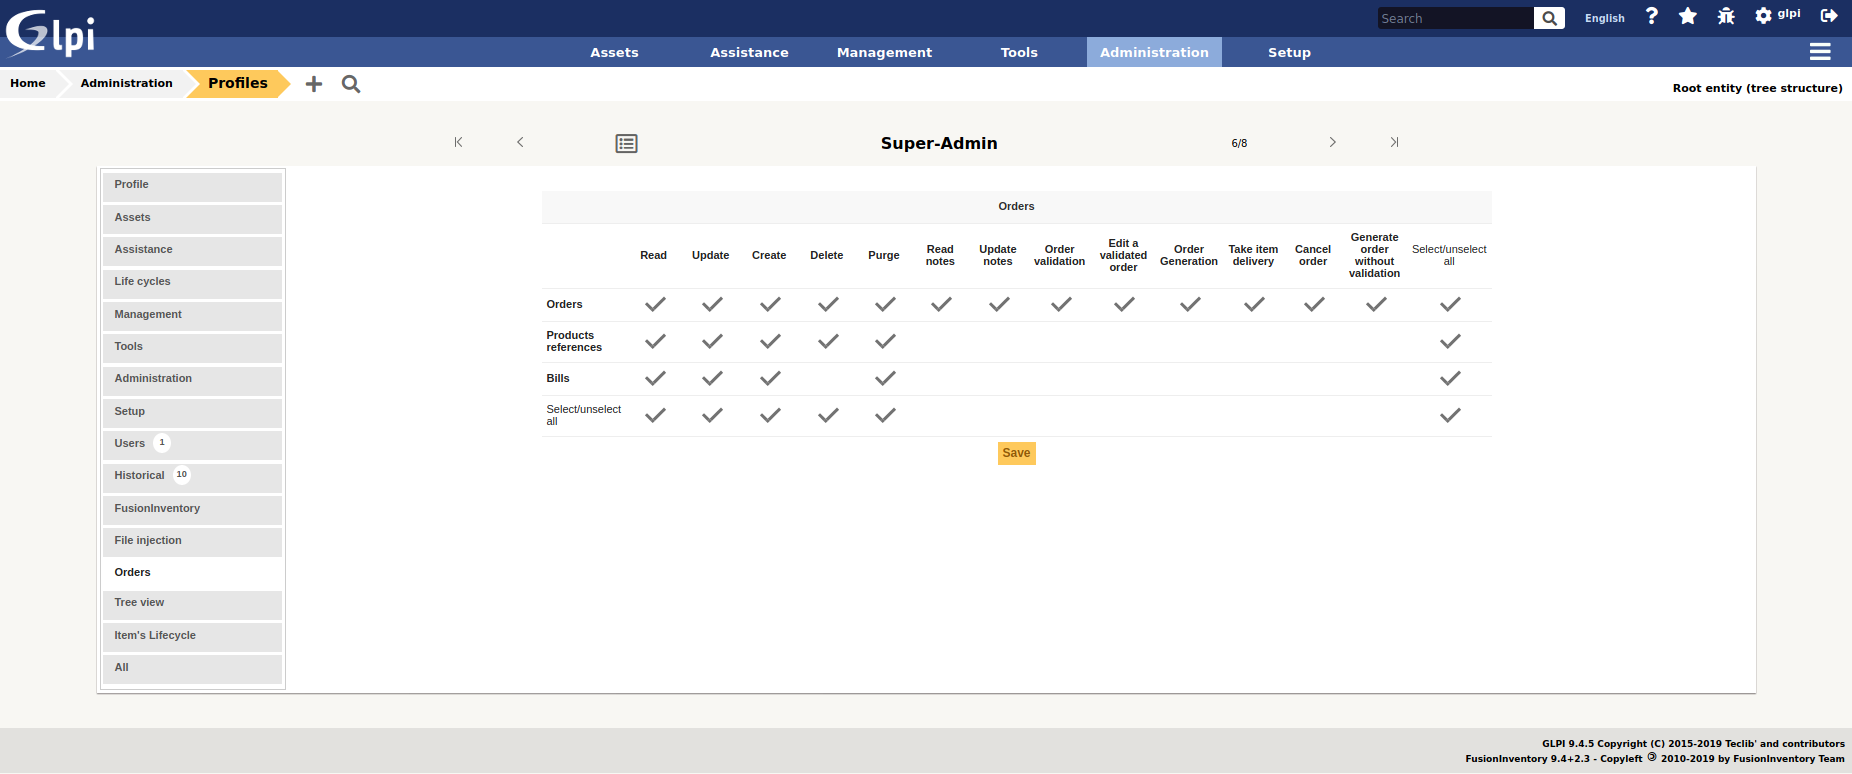 Glpi
Search
English
glpi
Assets
Assistance
Management
Tools
Administration
Setup
Home
Administration
Profiles
Root entity (tree structure)
Super-Admin
6/8
Profile
Assets
Assistance
Life cycles
Management
Tools
Administration
Setup
Users 1
Historical 10
FusionInventory
File injection
Orders
Tree view
Item's Lifecycle
All
Orders
Read
Update
Create
Delete
Purge
Read
notes
Update
notes
Order
validation
Edit a
validated
order
Order
Generation
Take item
delivery
Cancel
order
Generate
order
without
validation
Select/unselect
all
Orders
Products
references
Bills
Select/unselect
all
Save
GLPI 9.4.5 Copyright (C) 2015-2019 Teclib' and contributors
FusionInventory 9.4+2.3 - Copyleft 🄯 2010-2019 by FusionInventory Team